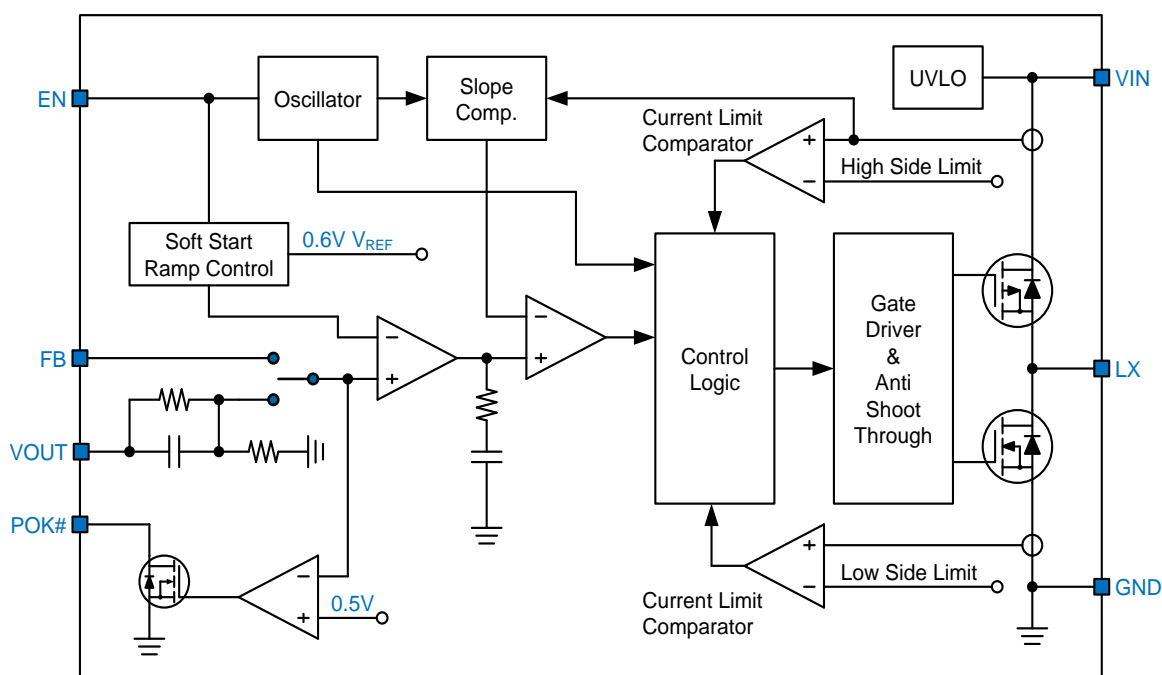 EN
Oscillator
Slope
Comp.
UVLO
VIN
Current Limit
Comparator
+
−
High Side Limit
Soft Start
Ramp Control
0.6V VREF
FB
−
+
−
+
Control
Logic
Gate
Driver
&
Anti
Shoot
Through
LX
VOUT
POK#
−
+
0.5V
+
−
Low Side Limit
Current Limit
Comparator
GND